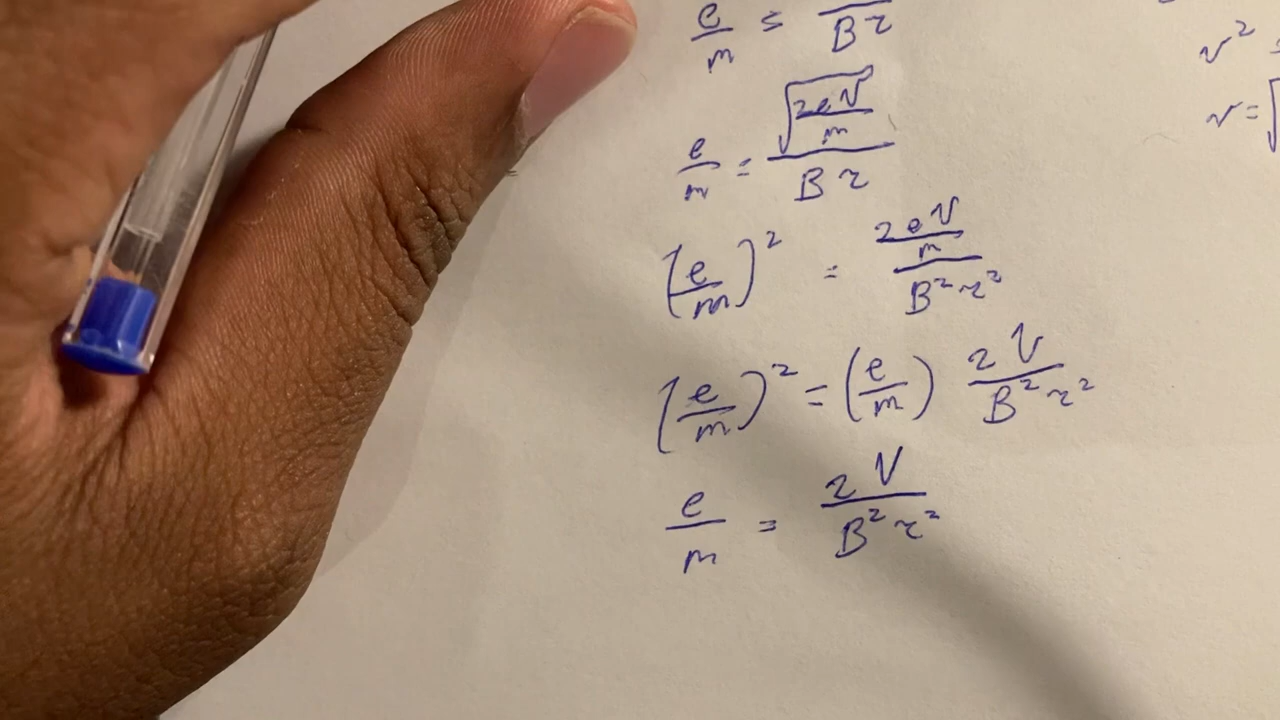 e/m = /Br
v² =
e/m = √(2eV/m)/Br
v = √
(e/m)² = (2eV/m)/B²r²
(e/m)² = (e/m) 2V/B²r²
e/m = 2V/B²r²